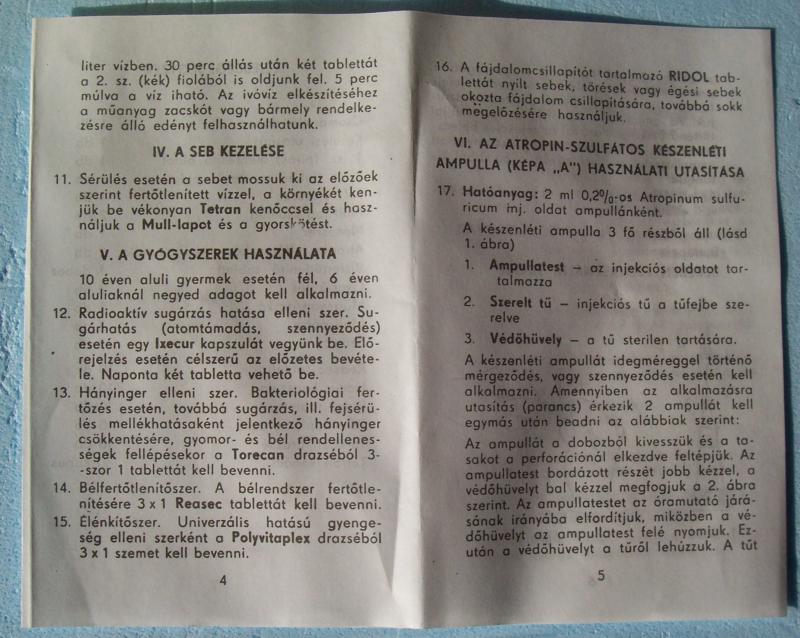 liter vízben. 30 perc állás után két tablettát
a 2. sz. (kék) fiolából is oldjunk fel. 5 perc
múlva a víz iható. Az ivóvíz elkészítéséhez
a műanyag zacskót vagy bármely rendelke-
zésre álló edényt felhasználhatunk.
IV. A SEB KEZELÉSE
11. Sérülés esetén a sebet mossuk ki az előzőek
szerint fertőtlenített vízzel, a környékét ken-
jük be vékonyan Tetran kenőccsel és hasz-
náljuk a Mull-lapot és a gyorskötést.
V. A GYÓGYSZEREK HASZNÁLATA
10 éven aluli gyermek esetén fél, 6 éven
aluliaknál negyed adagot kell alkalmazni.
12. Radioaktív sugárzás hatása elleni szer. Su-
gárhatás (atomtámadás, szennyeződés)
esetén egy Ixecur kapszulát vegyünk be. Elő-
rejelzés esetén célszerű az előzetes bevéte-
le. Naponta két tabletta vehető be.
13. Hányinger elleni szer. Bakteriológiai fer-
tőzés esetén, továbbá sugárzás, ill. fejsérü-
lés mellékhatásaként jelentkező hányinger
csökkentésére, gyomor- és bél rendellenes-
ségek fellépésekor a Torecan drazséból 3-
-szor 1 tablettát kell bevenni.
14. Bélfertőtlenítőszer. A bélrendszer fertőtle-
nítésére 3 x 1 Reasec tablettát kell bevenni.
15. Élénkítőszer. Univerzális hatású gyenge-
ség elleni szerként a Polyvitaplex drazséból
3 x 1 szemet kell bevenni.
4
16. A fájdalomcsillapítót tartalmazó RIDOL tab-
lettát nyílt sebek, törések vagy égési sebek
okozta fájdalom csillapítására, továbbá sokk
megelőzésére használjuk.
VI. AZ ATROPIN-SZULFÁTOS KÉSZENLÉTI
AMPULLA (KÉPA „A") HASZNÁLATI UTASÍTÁSA
17. Hatóanyag: 2 ml 0,2%-os Atropinum sulfu-
ricum inj. oldat ampullánként.
A készenléti ampulla 3 fő részből áll (lásd
1. ábra)
1. Ampullatest – az injekciós oldatot tar-
talmazza
2. Szerelt tű – injekciós tű a tűfejbe sze-
relve
3. Védőhüvely – a tű sterilen tartására.
A készenléti ampullát idegméreggel történő
mérgeződés, vagy szennyeződés esetén kell
alkalmazni. Amennyiben az alkalmazásra
utasítás (parancs) érkezik 2 ampullát kell
egymás után beadni az alábbiak szerint:
Az ampullát a dobozból kivesszük és a ta-
sakot a perforációnál elkezdve feltépjük. Az
ampullatest bordázott részét jobb kézzel, a
védőhüvelyt bal kézzel megfogjuk a 2. ábra
szerint. Az ampullatestet az óramutató járá-
sának irányába elfordítjuk, miközben a vé-
dőhüvelyt az ampullatest felé nyomjuk. Ez-
után a védőhüvelyt a tűről lehúzzuk. A tűt
5